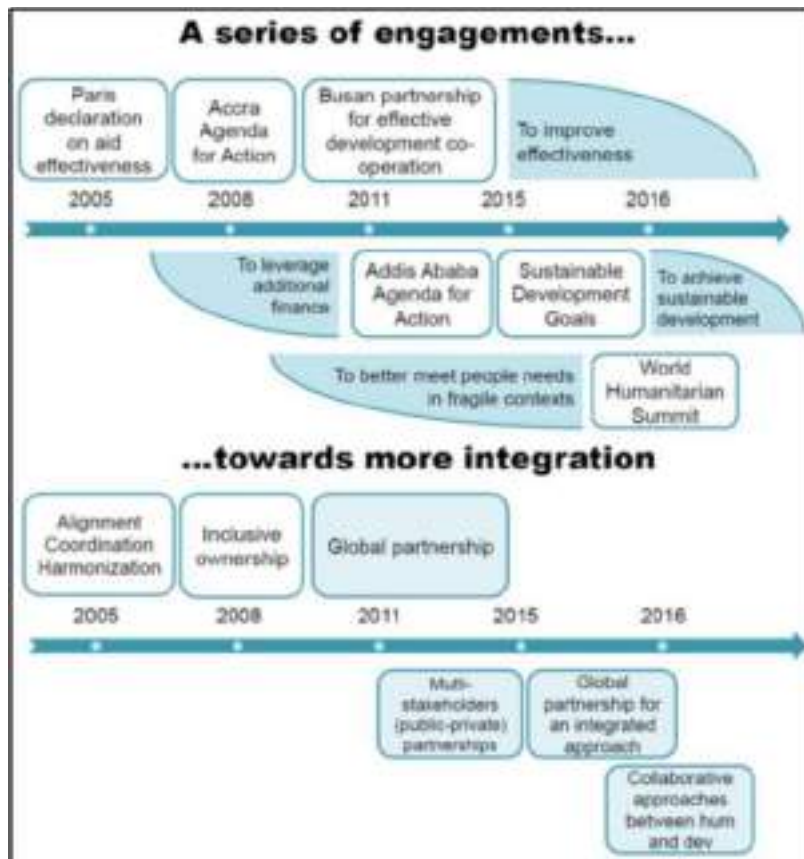 A series of engagements...
Paris
declaration
on aid
effectiveness
Accra
Agenda
for Action
Busan partnership
for effective
development co-
operation
To improve
effectiveness
2005
2008
2011
2015
2016
To leverage
additional
finance
Addis Ababa
Agenda for
Action
Sustainable
Development
Goals
To achieve
sustainable
development
To better meet people needs
in fragile contexts
World
Humanitarian
Summit
...towards more integration
Alignment
Coordination
Harmonization
Inclusive
ownership
Global partnership
2005
2008
2011
2015
2016
Multi-
stakeholders
(public-private)
partnerships
Global
partnership for
an integrated
approach
Collaborative
approaches
between hum
and dev